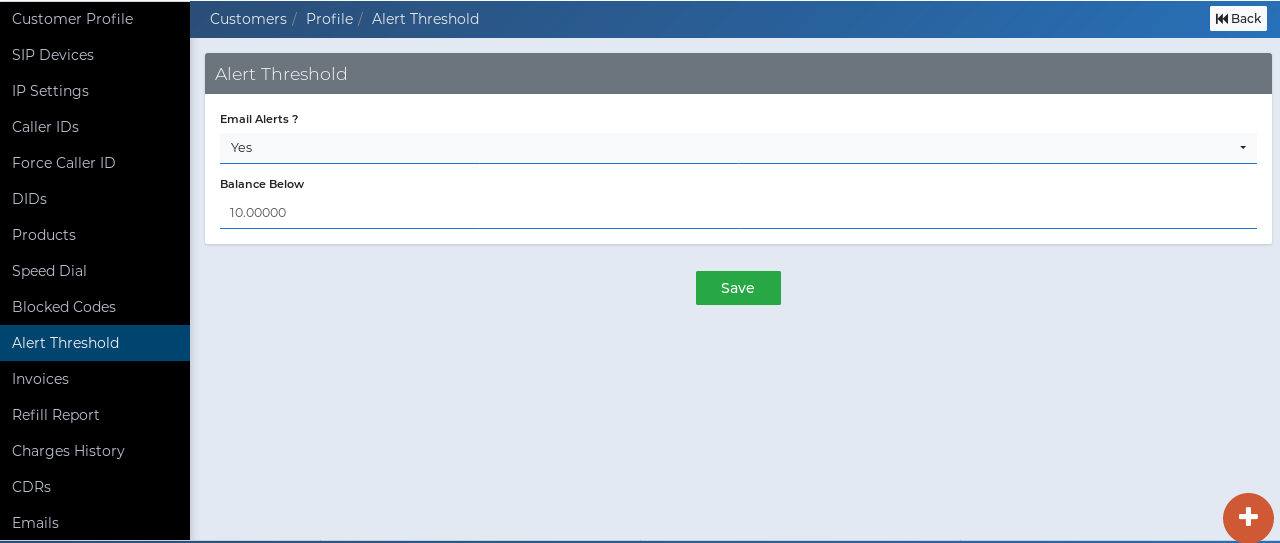 Customer Profile
SIP Devices
IP Settings
Caller IDs
Force Caller ID
DIDs
Products
Speed Dial
Blocked Codes
Alert Threshold
Invoices
Refill Report
Charges History
CDRs
Emails
Customers / Profile / Alert Threshold
Back
Alert Threshold
Email Alerts ?
Yes
Balance Below
10.00000
Save